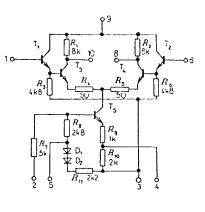 9
T₁
R₁
8k
10
8
R₂
8k
T₂
1
6
T₃
T₄
R₃
4k8
R₄
50
R₅
50
R₆
4k8
T₅
R₇
5k
R₈
2k8
R₉
1k
D₁
D₂
R₁₀
2k
R₁₁
2k2
2
5
3
4